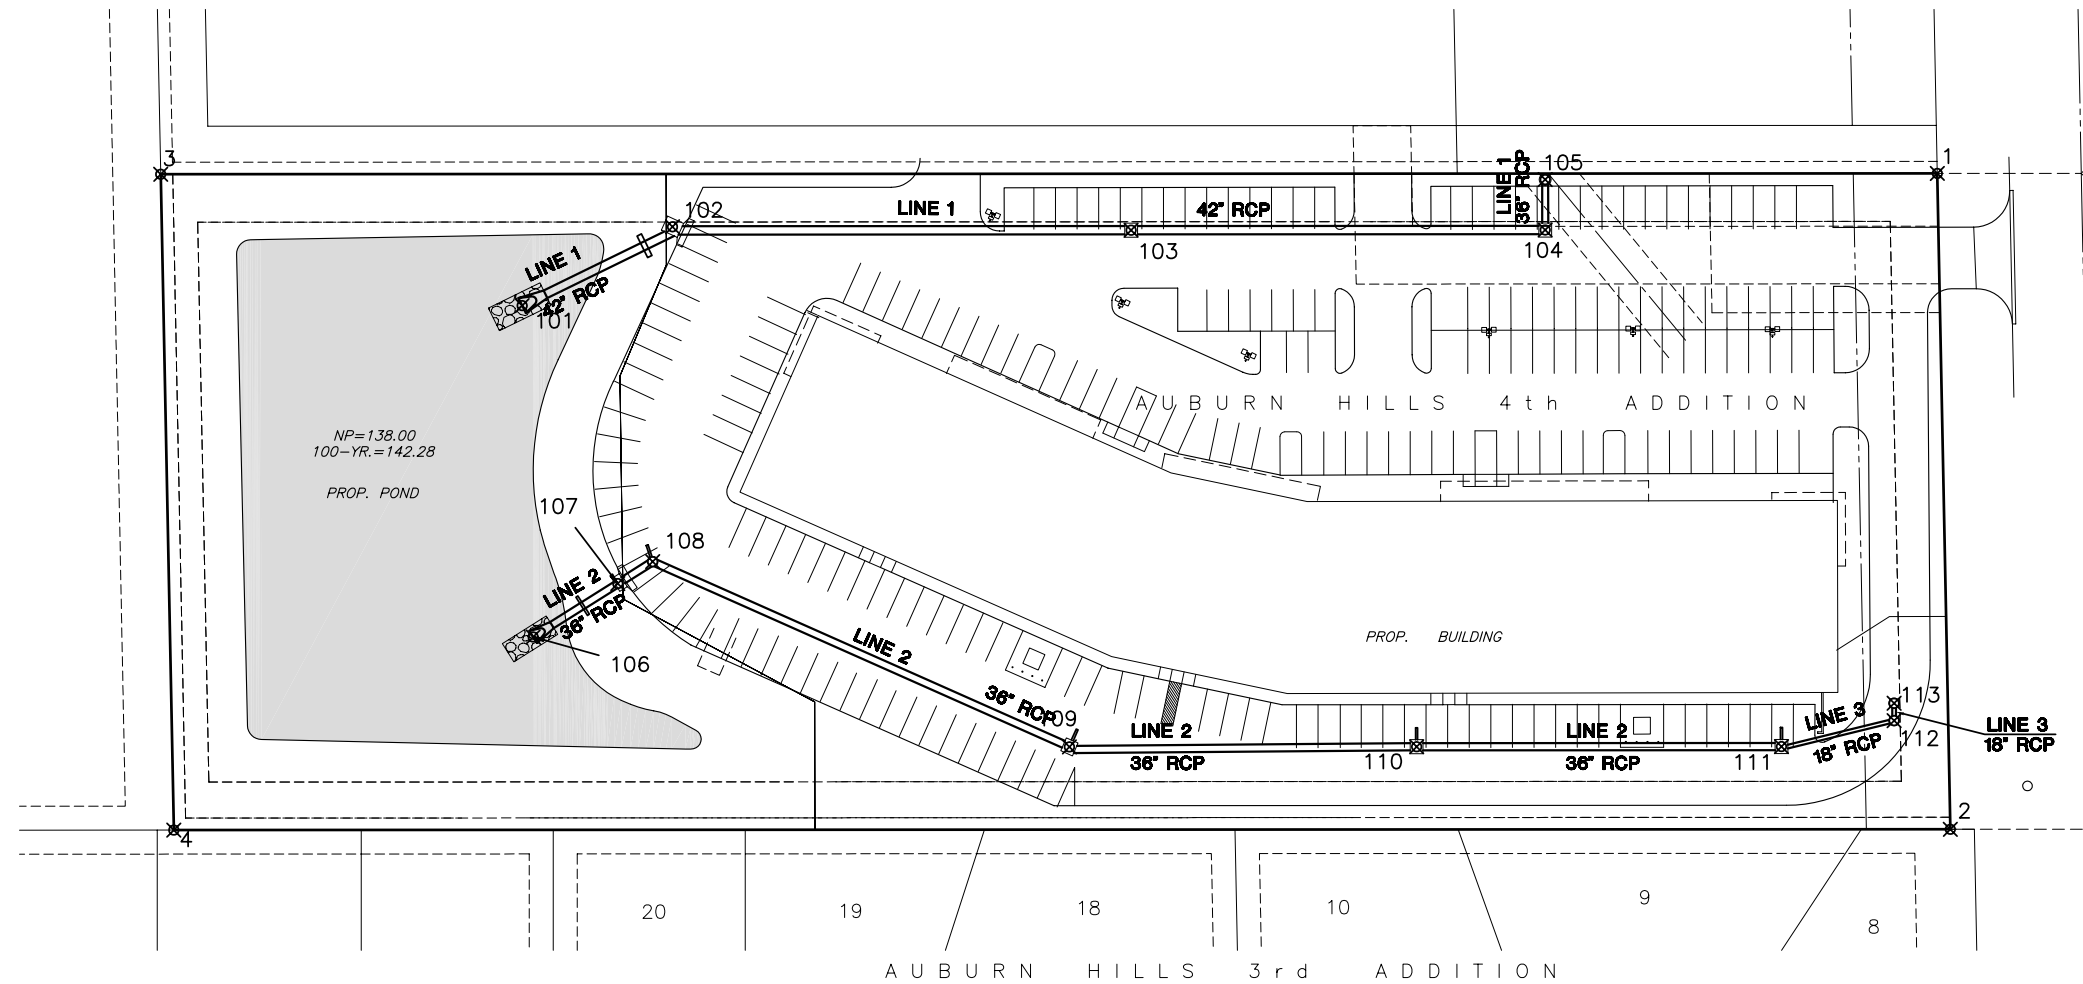 3
1
105
LINE 1
36" RCP
102
LINE 1
42" RCP
103
104
LINE 1
42" RCP
101
AUBURN HILLS 4th ADDITION
NP=138.00
100-YR.=142.28
PROP. POND
107
108
LINE 2
36" RCP
106
PROP. BUILDING
LINE 2
36" RCP
109
LINE 2
36" RCP
110
LINE 2
36" RCP
111
LINE 3
18" RCP
113
112
LINE 3
18" RCP
2
4
20
19
18
10
9
8
AUBURN HILLS 3rd ADDITION